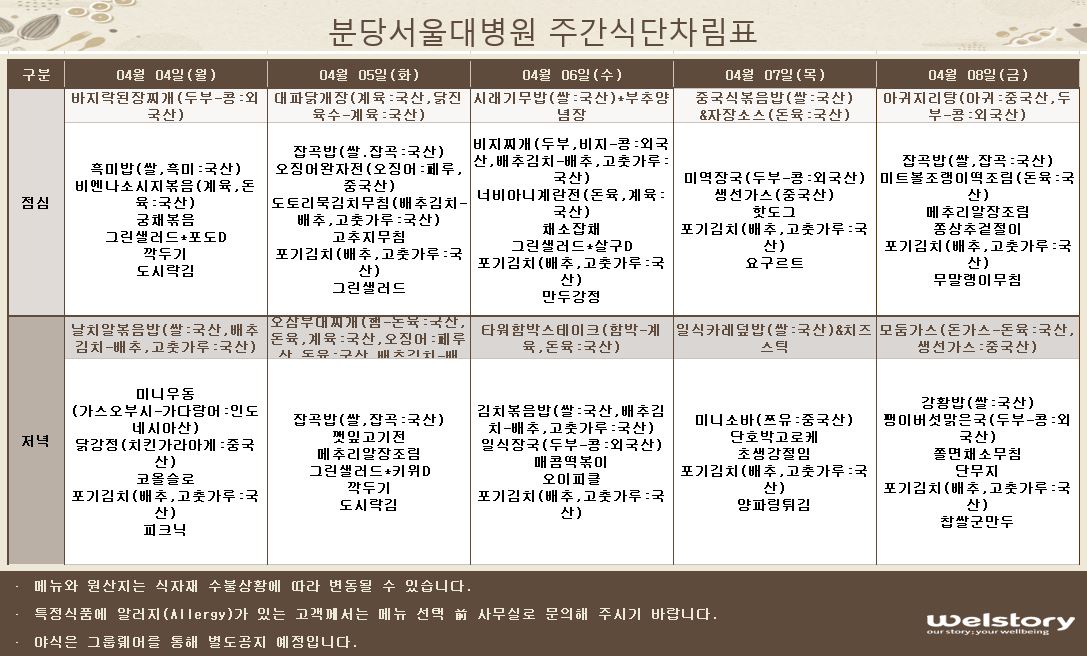 분당서울대병원 주간식단차림표
구분
04월 04일(월)
04월 05일(화)
04월 06일(수)
04월 07일(목)
04월 08일(금)
점심
바지락된장찌개(두부-콩:외
국산)
흑미밥(쌀,흑미:국산)
비엔나소시지볶음(계육,돈
육:국산)
궁채볶음
그린샐러드*포도D
깍두기
도시락김
대파닭개장(계육:국산,닭진
육수-계육:국산)
잡곡밥(쌀,잡곡:국산)
오징어완자전(오징어:페루,
중국산)
도토리묵김치무침(배추김치-
배추,고춧가루:국산)
고추지무침
포기김치(배추,고춧가루:국
산)
그린샐러드
시래기무밥(쌀:국산)*부추양
념장
비지찌개(두부,비지-콩:외국
산,배추김치-배추,고춧가루:
국산)
너비아니계란전(돈육,계육:
국산)
채소잡채
그린샐러드*살구D
포기김치(배추,고춧가루:국
산)
만두강정
중국식볶음밥(쌀:국산)
&자장소스(돈육:국산)
미역장국(두부-콩:외국산)
생선가스(중국산)
핫도그
포기김치(배추,고춧가루:국
산)
요구르트
아귀지리탕(아귀:중국산,두
부-콩:외국산)
잡곡밥(쌀,잡곡:국산)
미트볼조랭이떡조림(돈육:국
산)
메추리알장조림
쫑상추겉절이
포기김치(배추,고춧가루:국
산)
무말랭이무침
저녁
날치알볶음밥(쌀:국산,배추
김치-배추,고춧가루:국산)
미니우동
(가스오부시-가다랑어:인도
네시아산)
닭강정(치킨가라아게:중국
산)
코올슬로
포기김치(배추,고춧가루:국
산)
피크닉
오삼부대찌개(햄-돈육:국산,
돈육,계육:국산,오징어:페루
산,돈육:국산,배추김치-배
잡곡밥(쌀,잡곡:국산)
깻잎고기전
메추리알장조림
그린샐러드*키위D
깍두기
도시락김
타워함박스테이크(함박-계
육,돈육:국산)
김치볶음밥(쌀:국산,배추김
치-배추,고춧가루:국산)
일식장국(두부-콩:외국산)
매콤떡볶이
오이피클
포기김치(배추,고춧가루:국
산)
일식카레덮밥(쌀:국산)&치즈
스틱
미니소바(쯔유:중국산)
단호박고로케
초생강절임
포기김치(배추,고춧가루:국
산)
양파링튀김
모둠가스(돈가스-돈육:국산,
생선가스:중국산)
강황밥(쌀:국산)
팽이버섯맑은국(두부-콩:외
국산)
쫄면채소무침
단무지
포기김치(배추,고춧가루:국
산)
찹쌀군만두
· 메뉴와 원산지는 식자재 수불상황에 따라 변동될 수 있습니다.
· 특정식품에 알러지(Allergy)가 있는 고객께서는 메뉴 선택 前 사무실로 문의해 주시기 바랍니다.
· 야식은 그룹웨어를 통해 별도공지 예정입니다.
Welstory
our story; your wellbeing